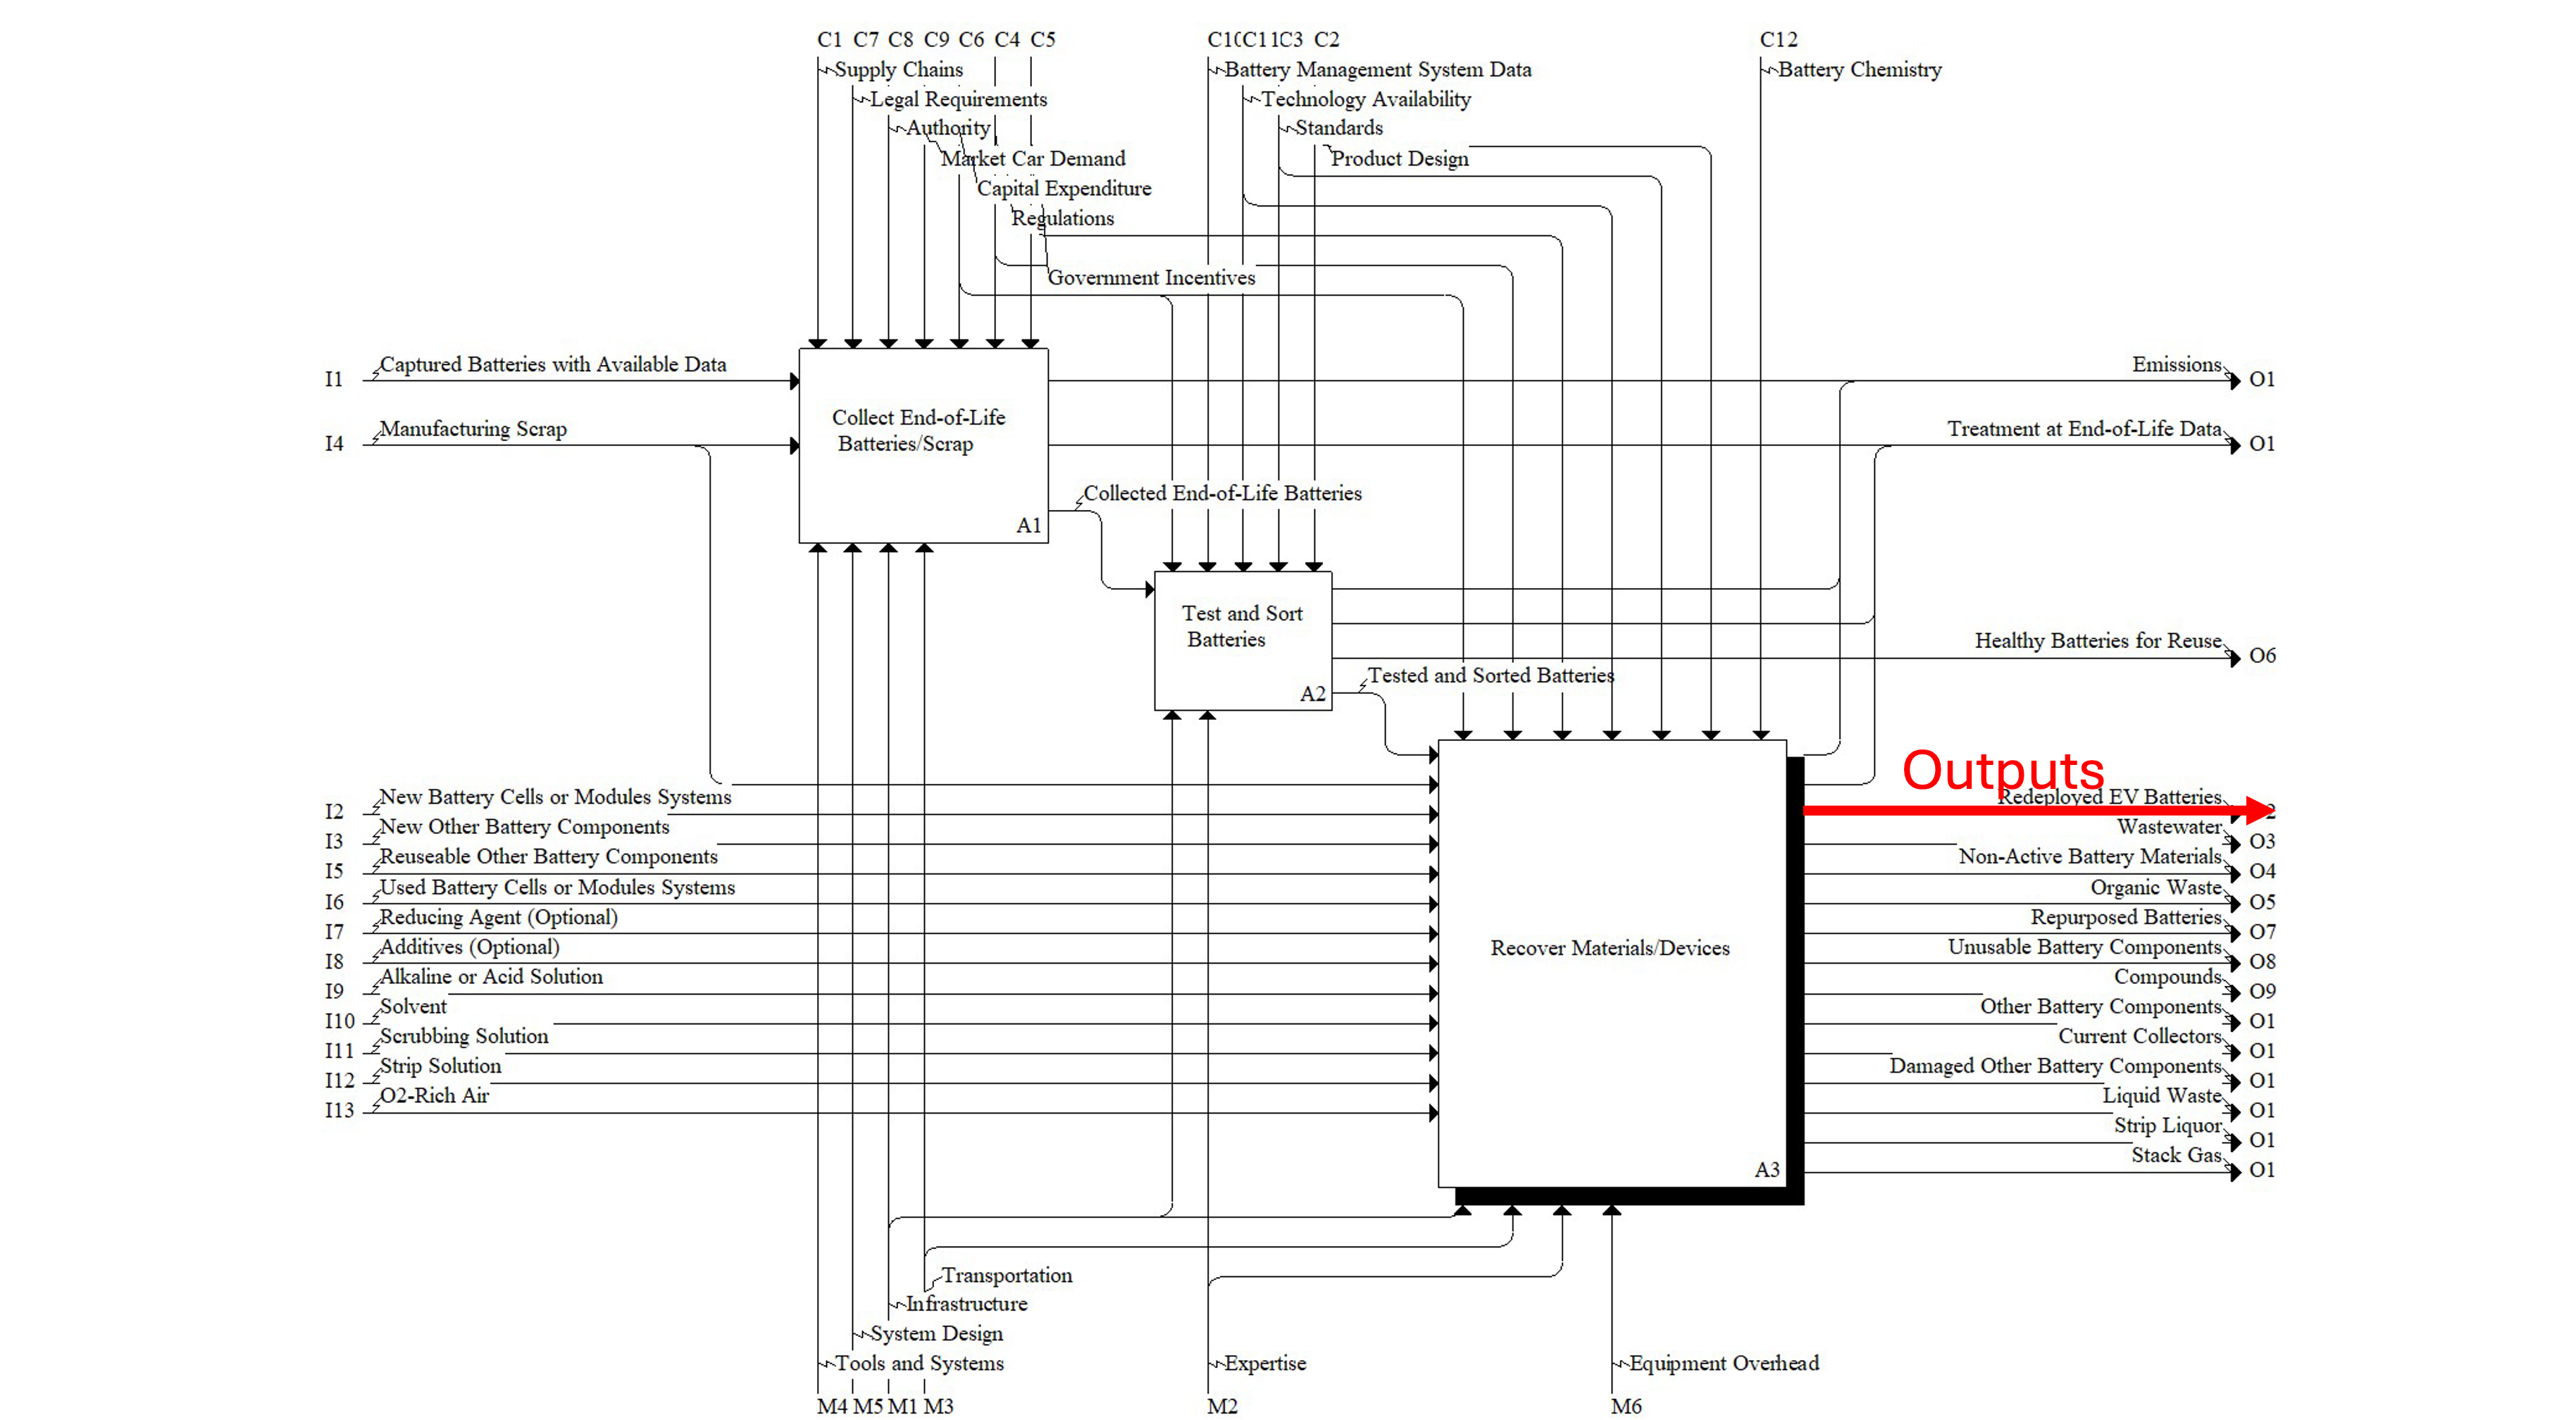 C1 C7 C8 C9 C6 C4 C5 C10 C11 C3 C2 C12
Supply Chains
Battery Management System Data
Battery Chemistry
Legal Requirements
Technology Availability
Authority
Standards
Market Car Demand
Product Design
Capital Expenditure
Regulations
Government Incentives
I1
Captured Batteries with Available Data
Emissions
O1
I4
Manufacturing Scrap
Treatment at End-of-Life Data
O1
Collect End-of-Life
Batteries/Scrap
A1
Collected End-of-Life Batteries
Test and Sort
Batteries
A2
Healthy Batteries for Reuse
O6
Tested and Sorted Batteries
Outputs
I2
New Battery Cells or Modules Systems
Redeployed EV Batteries
2
I3
New Other Battery Components
Wastewater
O3
I5
Reuseable Other Battery Components
Non-Active Battery Materials
O4
I6
Used Battery Cells or Modules Systems
Organic Waste
O5
I7
Reducing Agent (Optional)
Repurposed Batteries
O7
I8
Additives (Optional)
Unusable Battery Components
O8
I9
Alkaline or Acid Solution
Compounds
O9
I10
Solvent
Other Battery Components
O1
I11
Scrubbing Solution
Current Collectors
O1
I12
Strip Solution
Damaged Other Battery Components
O1
I13
O2-Rich Air
Liquid Waste
O1
Strip Liquor
O1
Stack Gas
O1
Recover Materials/Devices
A3
Transportation
Infrastructure
System Design
Tools and Systems
Expertise
Equipment Overhead
M4 M5 M1 M3 M2 M6